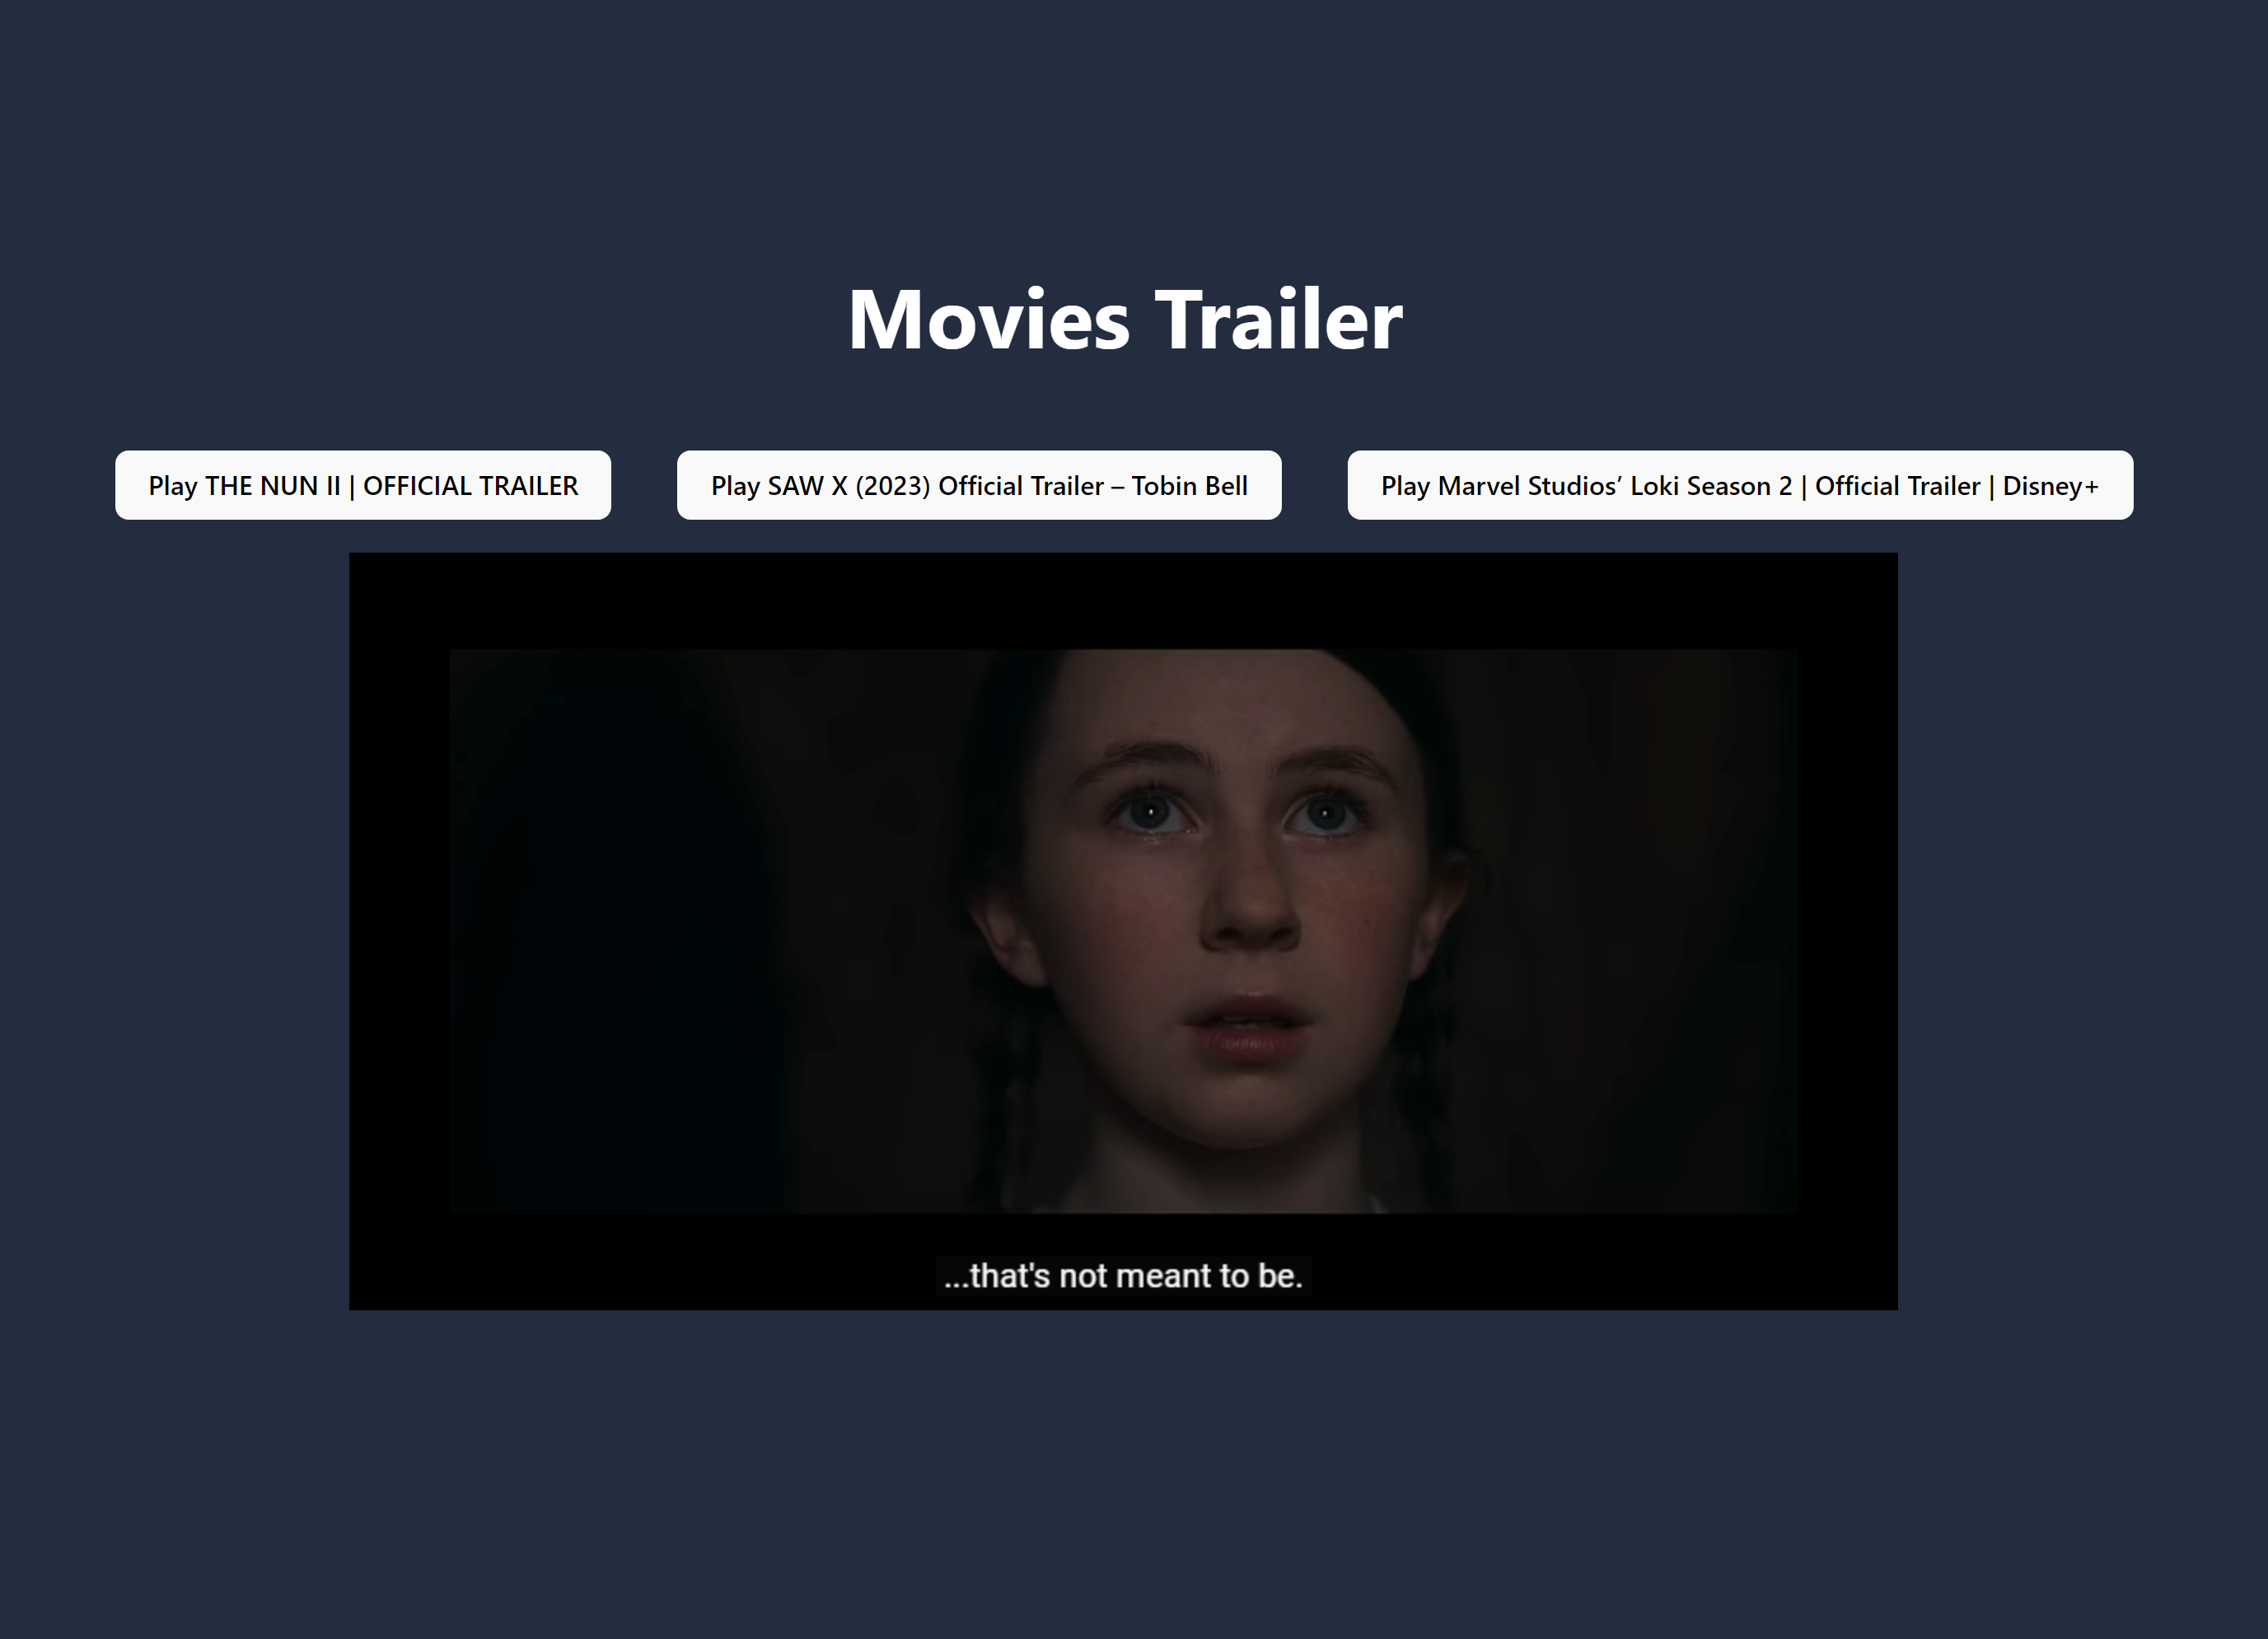 Movies Trailer
Play THE NUN II | OFFICIAL TRAILER
Play SAW X (2023) Official Trailer – Tobin Bell
Play Marvel Studios’ Loki Season 2 | Official Trailer | Disney+
...that's not meant to be.